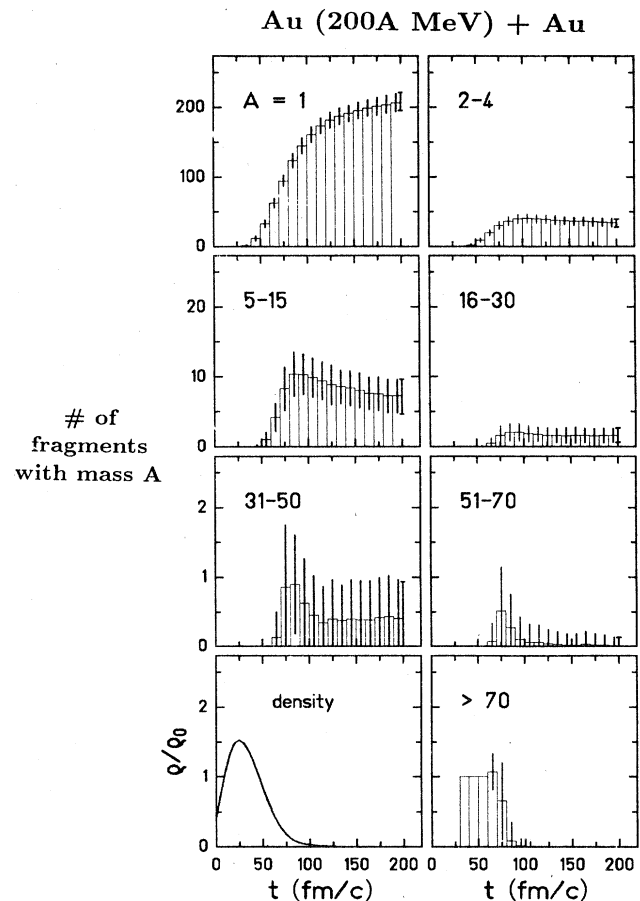 Au (200A MeV) + Au
A = 1
2-4
200
100
0
5-15
16-30
20
10
0
# of
fragments
with mass A
31-50
51-70
2
1
0
density
> 70
ϱ/ϱ0
2
1
0
0 50 100 150 200
0 50 100 150 200
t (fm/c)
t (fm/c)